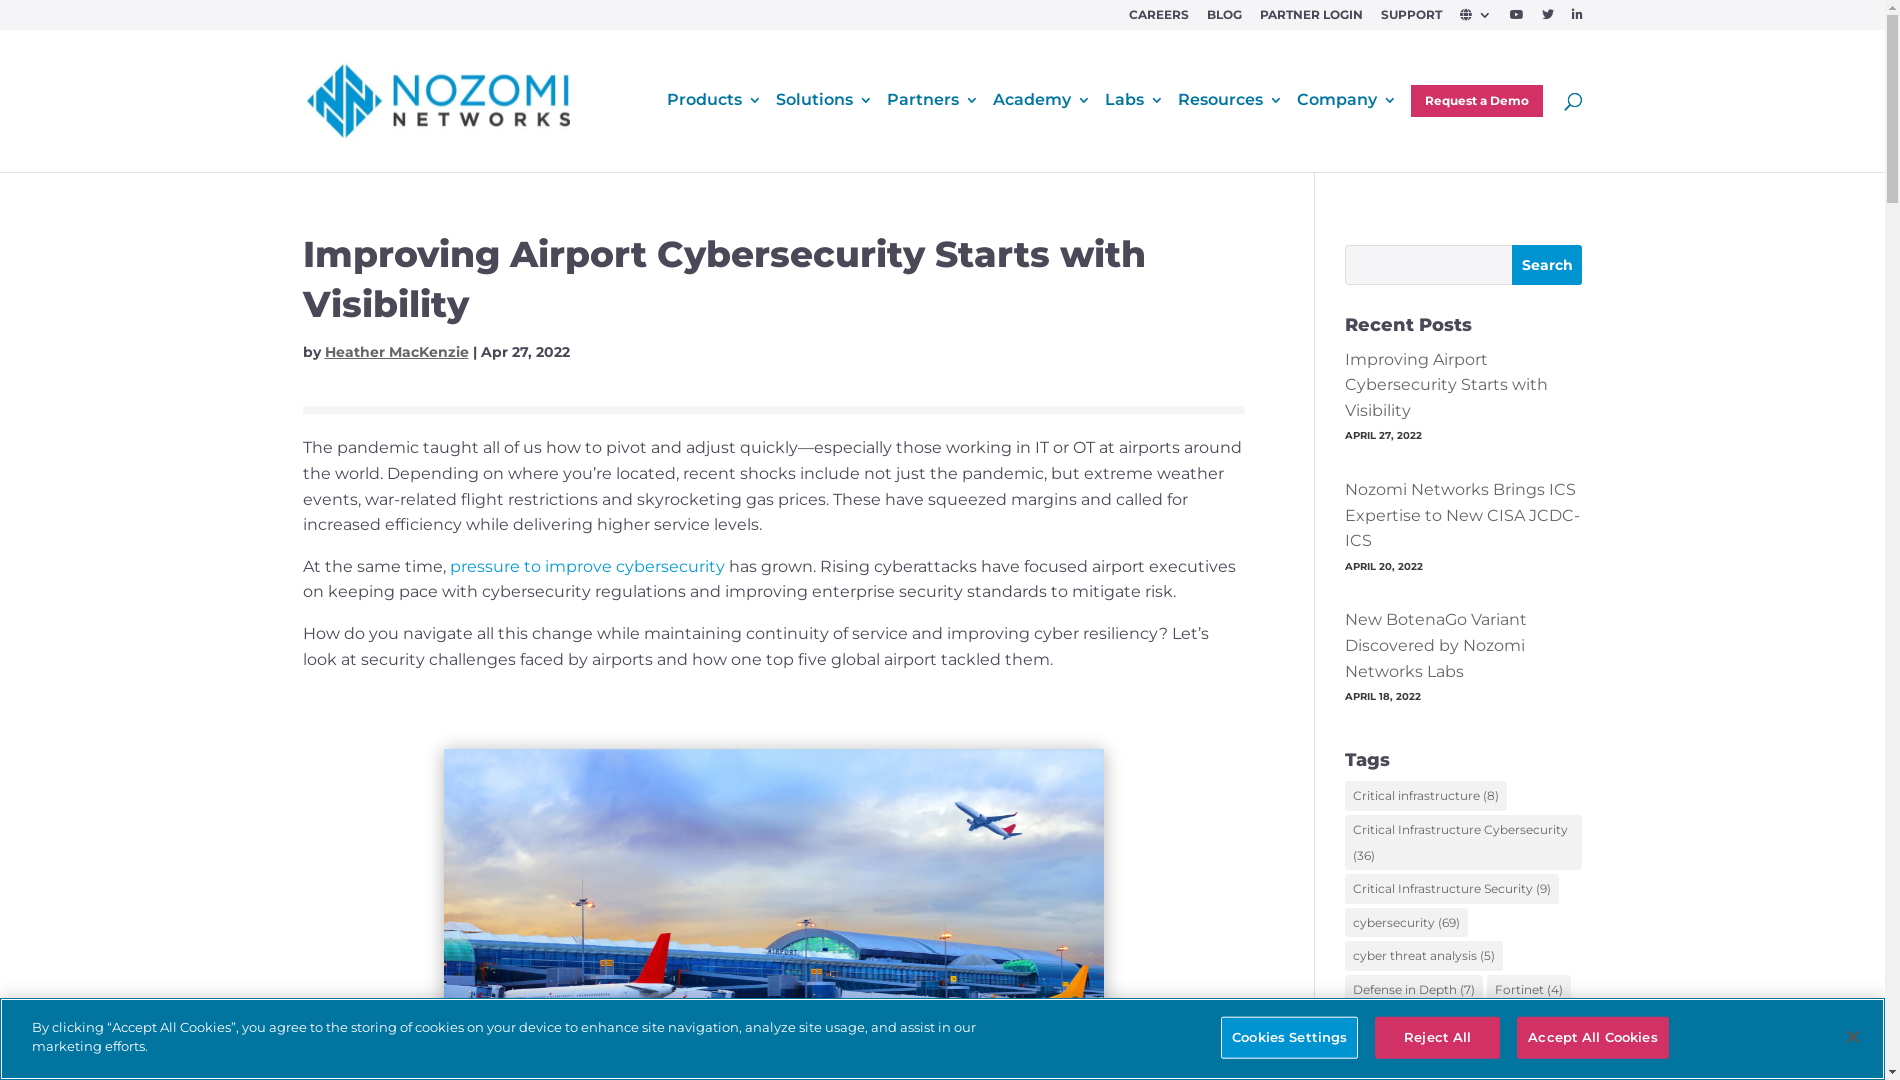 CAREERS BLOG PARTNER LOGIN SUPPORT
NOZOMI
NETWORKS
Products Solutions Partners Academy Labs Resources Company Request a Demo
Improving Airport Cybersecurity Starts with
Visibility
by Heather MacKenzie | Apr 27, 2022
The pandemic taught all of us how to pivot and adjust quickly—especially those working in IT or OT at airports around
the world. Depending on where you’re located, recent shocks include not just the pandemic, but extreme weather
events, war-related flight restrictions and skyrocketing gas prices. These have squeezed margins and called for
increased efficiency while delivering higher service levels.
At the same time, pressure to improve cybersecurity has grown. Rising cyberattacks have focused airport executives
on keeping pace with cybersecurity regulations and improving enterprise security standards to mitigate risk.
How do you navigate all this change while maintaining continuity of service and improving cyber resiliency? Let’s
look at security challenges faced by airports and how one top five global airport tackled them.
AIRPORT
Search
Recent Posts
Improving Airport
Cybersecurity Starts with
Visibility
APRIL 27, 2022
Nozomi Networks Brings ICS
Expertise to New CISA JCDC-
ICS
APRIL 20, 2022
New BotenaGo Variant
Discovered by Nozomi
Networks Labs
APRIL 18, 2022
Tags
Critical infrastructure (8)
Critical Infrastructure Cybersecurity
(36)
Critical Infrastructure Security (9)
cybersecurity (69)
cyber threat analysis (5)
Defense in Depth (7) Fortinet (4)
By clicking “Accept All Cookies”, you agree to the storing of cookies on your device to enhance site navigation, analyze site usage, and assist in our
marketing efforts.
Cookies Settings Reject All Accept All Cookies